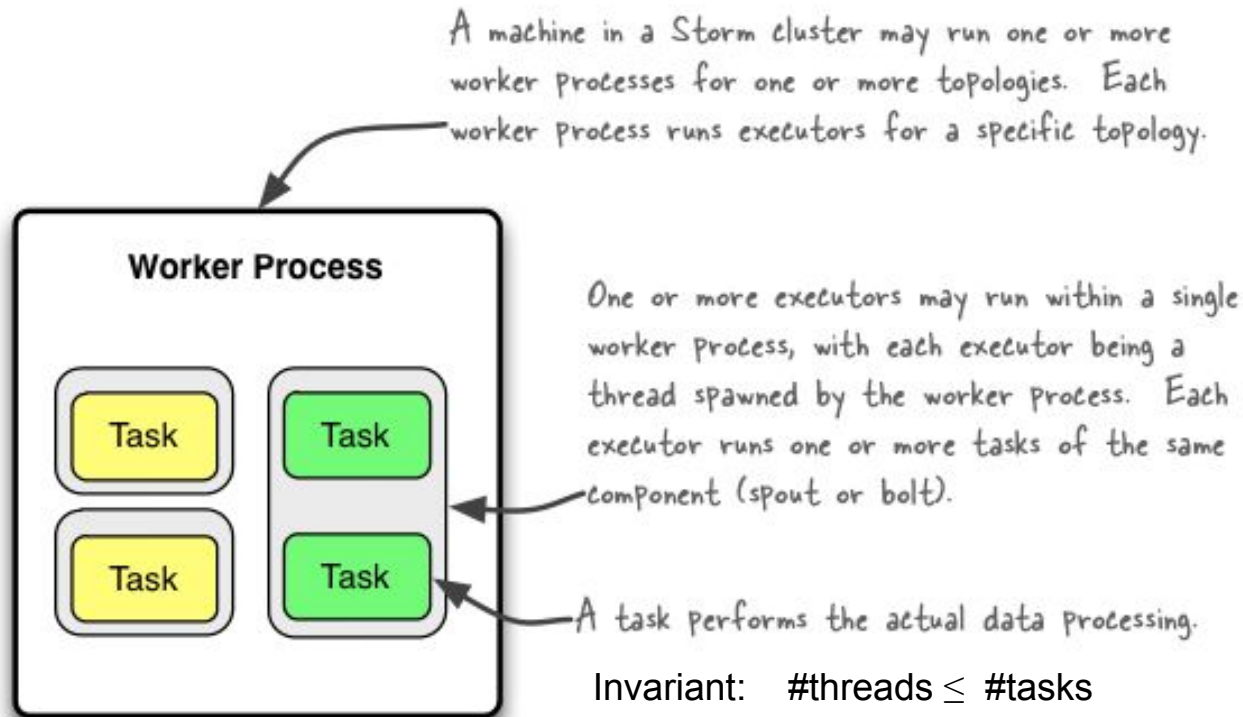 A machine in a Storm cluster may run one or more
worker processes for one or more topologies. Each
worker process runs executors for a specific topology.
Worker Process
One or more executors may run within a single
worker process, with each executor being a
thread spawned by the worker process. Each
executor runs one or more tasks of the same
component (spout or bolt).
Task
Task
Task
Task
A task performs the actual data processing.
Invariant: #threads ≤ #tasks